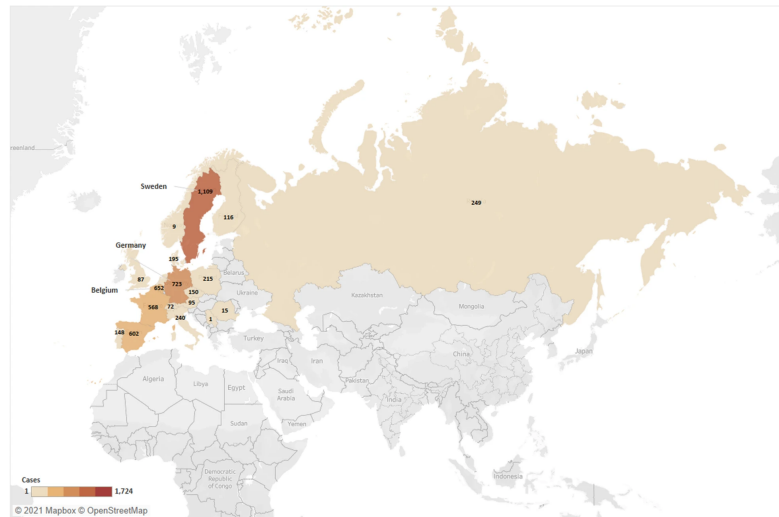 reenland
Sweden
1,109
9
116
249
Germany
195
Belarus
87
215
652
723
Belgium
150
Ukraine
Kazakhstan
568
72
95
Mongolia
240
1
15
148
602
Turkey
China
Japan
Iraq
Iran
Algeria
Libya
Egypt
Saudi
Arabia
Pakistan
India
Sudan
Yemen
Democratic
Republic
of Congo
Indonesia
Cases
1
1,724
© 2021 Mapbox © OpenStreetMap